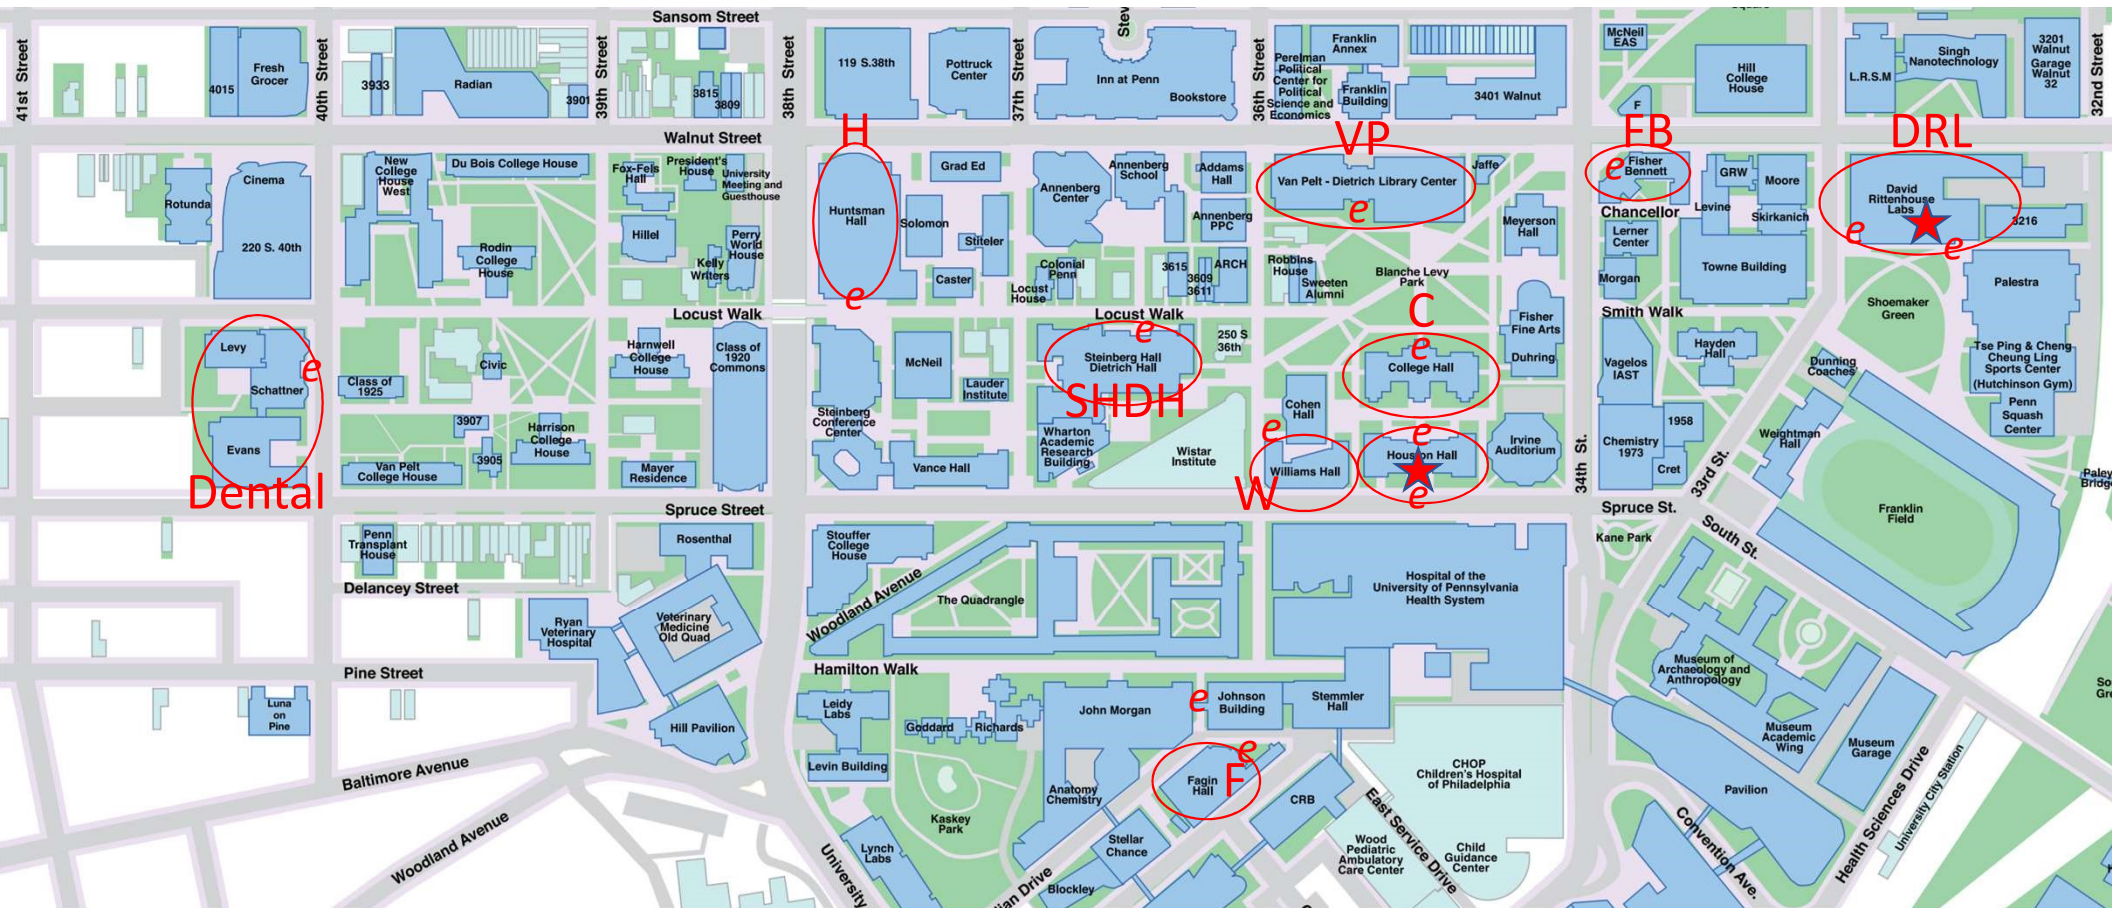 Sansom Street
41st Street
40th Street
39th Street
38th Street
37th Street
36th Street
32nd Street
4015
Fresh
Grocer
3933
Radian
3901
3815
3809
119 S.38th
Pottruck
Center
Inn at Penn
Bookstore
Perelman
Political
Center for
Political
Science and
Economics
Franklin
Annex
Franklin
Building
3401 Walnut
McNeil
EAS
F
Hill
College
House
L.R.S.M
Singh
Nanotechnology
3201
Walnut
Garage
Walnut
32
Walnut Street
H
VP
FB
DRL
Rotunda
Cinema
220 S. 40th
New
College
House
West
Du Bois College House
Rodin
College
House
Fox-Fels
Hall
President's
House
University
Meeting and
Guesthouse
Hillel
Kelly
Writers
Perry
World
House
Huntsman
Hall
e
Grad Ed
Solomon
Stiteler
Caster
Annenberg
Center
Annenberg
School
Addams
Hall
Annenberg
PPC
Colonial
Penn
Locust
House
3615
3609
3611
ARCH
Van Pelt - Dietrich Library Center
e
Jaffe
Robbins
House
Sweeten
Alumni
Blanche Levy
Park
Meyerson
Hall
e
Fisher
Bennett
GRW
Moore
Levine
Chancellor
Skirkanich
Lerner
Center
Morgan
Towne Building
David
Rittenhouse
Labs
e
e
3216
Shoemaker
Green
Palestra
Locust Walk
Locust Walk
Smith Walk
Levy
Schattner
Evans
e
Dental
Class of
1925
Civic
3907
3905
Van Pelt
College House
Harrison
College
House
Harnwell
College
House
Mayer
Residence
Class of
1920
Commons
Steinberg
Conference
Center
McNeil
Lauder
Institute
Vance Hall
e
Steinberg Hall
Dietrich Hall
SHDH
250 S
36th
Wharton
Academic
Research
Building
Wistar
Institute
C
e
College Hall
Cohen
Hall
e
Williams Hall
W
e
Houston Hall
e
Fisher
Fine Arts
Duhring
Irvine
Auditorium
34th St.
Vagelos
IAST
Hayden
Hall
Chemistry
1973
1958
Cret
Dunning
Coaches
Weightman
Hall
33rd St.
Franklin
Field
Tse Ping & Cheng
Cheung Ling
Sports Center
(Hutchinson Gym)
Penn
Squash
Center
Spruce Street
Spruce St.
South St.
Penn
Transplant
House
Rosenthal
Delancey Street
Ryan
Veterinary
Hospital
Veterinary
Medicine
Old Quad
Stouffer
College
House
Woodland Avenue
The Quadrangle
Hospital of the
University of Pennsylvania
Health System
Kane Park
Museum of
Archaeology and
Anthropology
Museum
Academic
Wing
Museum
Garage
Pine Street
Hamilton Walk
Luna
on
Pine
Hill Pavilion
Leidy
Labs
Levin Building
Goddard
Richards
John Morgan
e
Johnson
Building
Stemmler
Hall
Anatomy
Chemistry
Kaskey
Park
e
Fagin
Hall
F
CRB
Stellar
Chance
Blockley
Lynch
Labs
CHOP
Children's Hospital
of Philadelphia
Wood
Pediatric
Ambulatory
Care Center
Child
Guidance
Center
East Service Drive
Pavilion
Convention Ave.
Health Sciences Drive
University City Station
Baltimore Avenue
Woodland Avenue
University